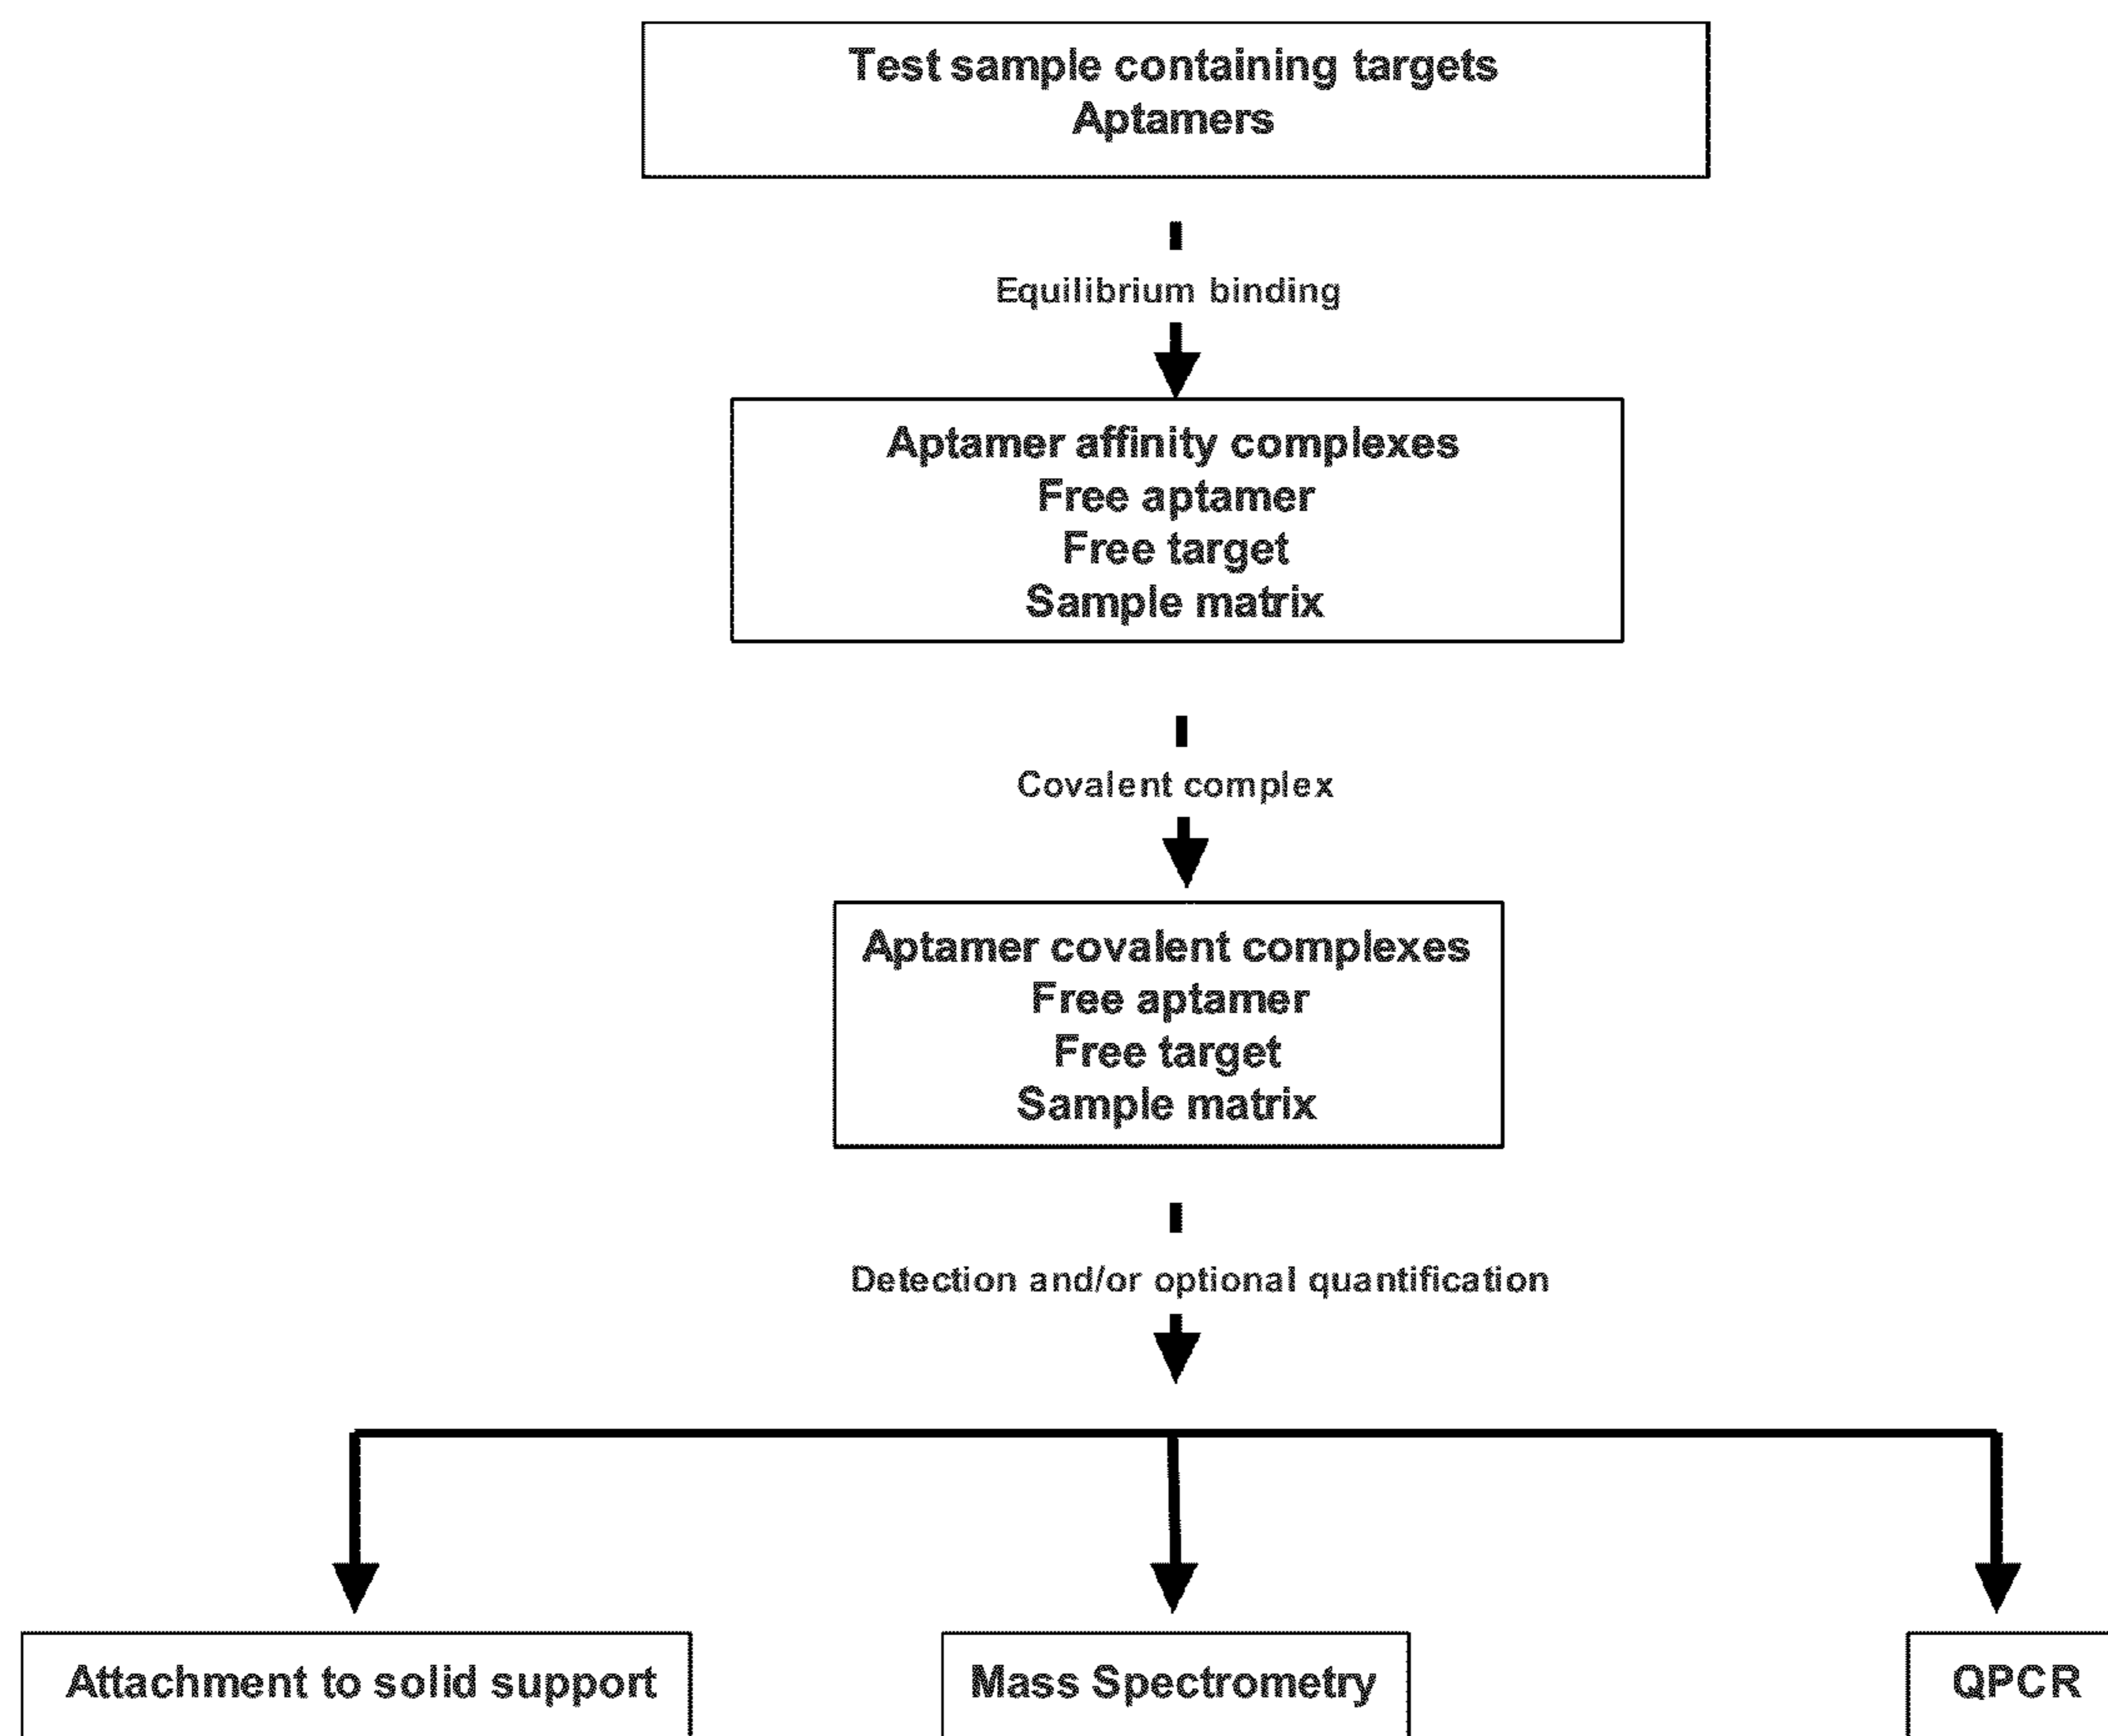 Test sample containing targets
Aptamers
Equilibrium binding
Aptamer affinity complexes
Free aptamer
Free target
Sample matrix
Covalent complex
Aptamer covalent complexes
Free aptamer
Free target
Sample matrix
Detection and/or optional quantification
Attachment to solid support
Mass Spectrometry
QPCR